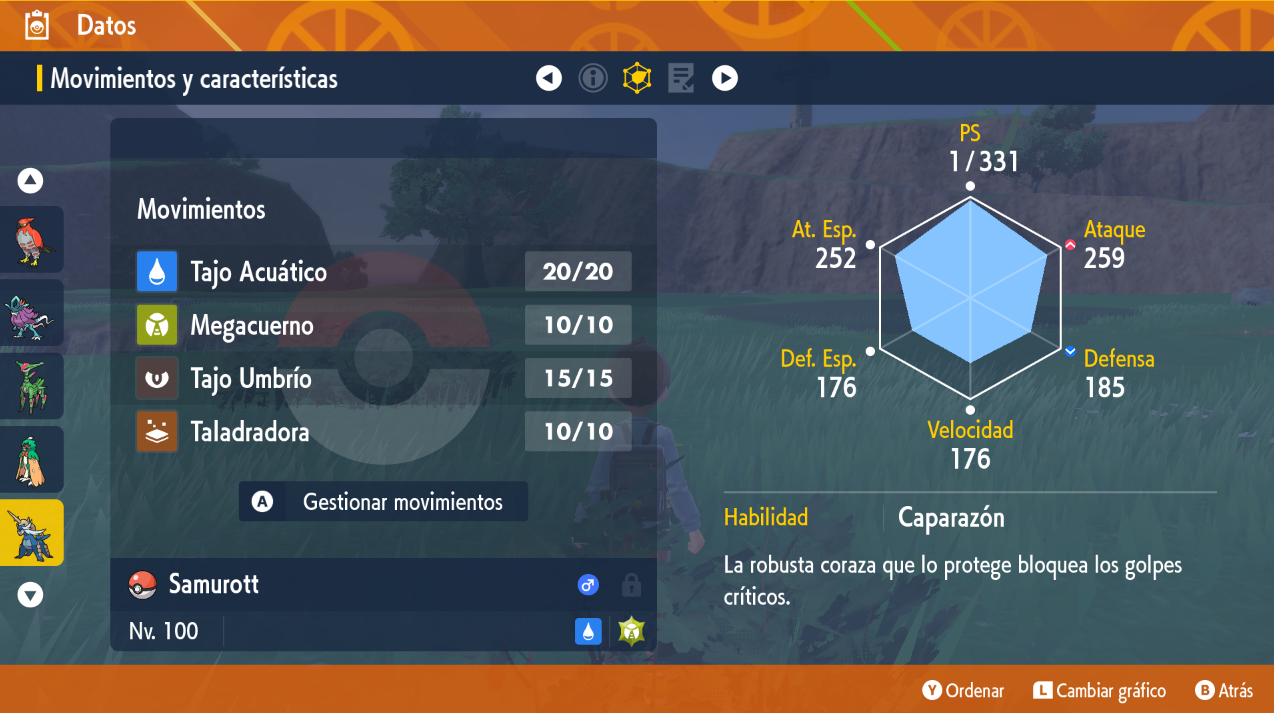 Datos
Movimientos y características
Movimientos
Tajo Acuático 20/20
Megacuerno 10/10
Tajo Umbrío 15/15
Taladradora 10/10
A Gestionar movimientos
Samurott
Nv. 100
PS
1 / 331
At. Esp.
252
Ataque
259
Def. Esp.
176
Defensa
185
Velocidad
176
Habilidad Caparazón
La robusta coraza que lo protege bloquea los golpes
críticos.
Y Ordenar L Cambiar gráfico B Atrás